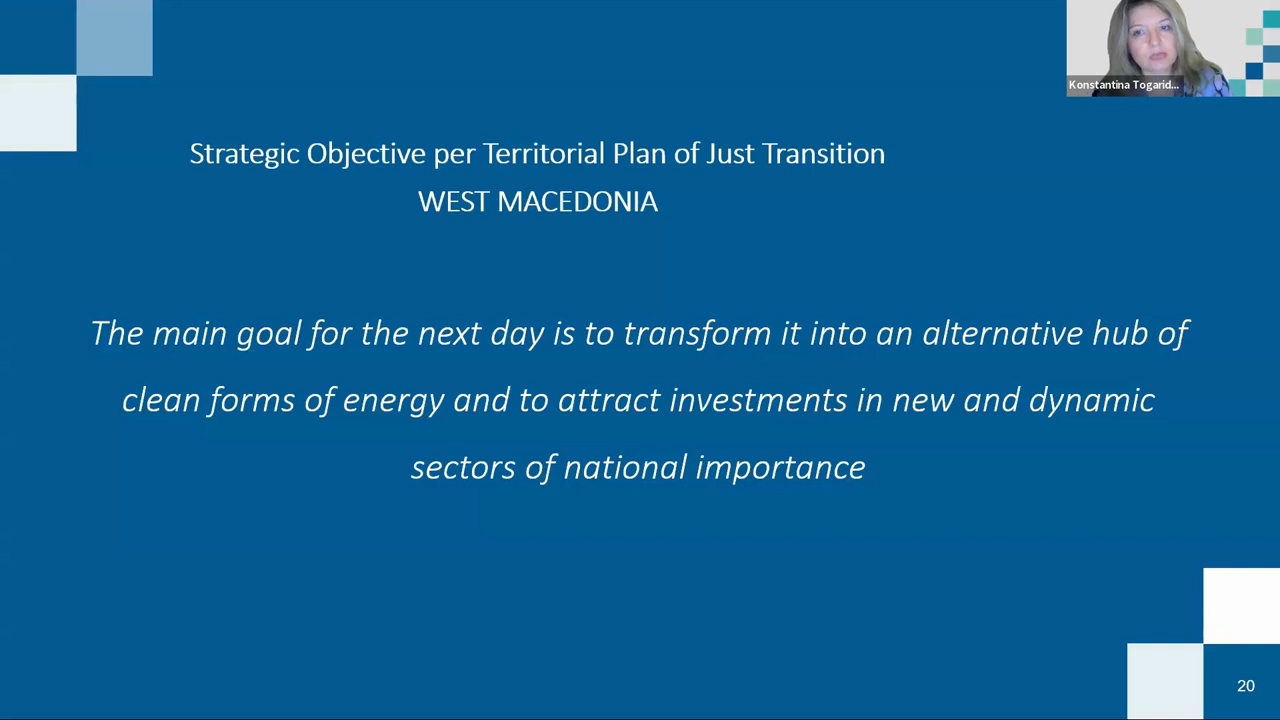 Konstantina Togarid...
Strategic Objective per Territorial Plan of Just Transition
WEST MACEDONIA
The main goal for the next day is to transform it into an alternative hub of
clean forms of energy and to attract investments in new and dynamic
sectors of national importance
20